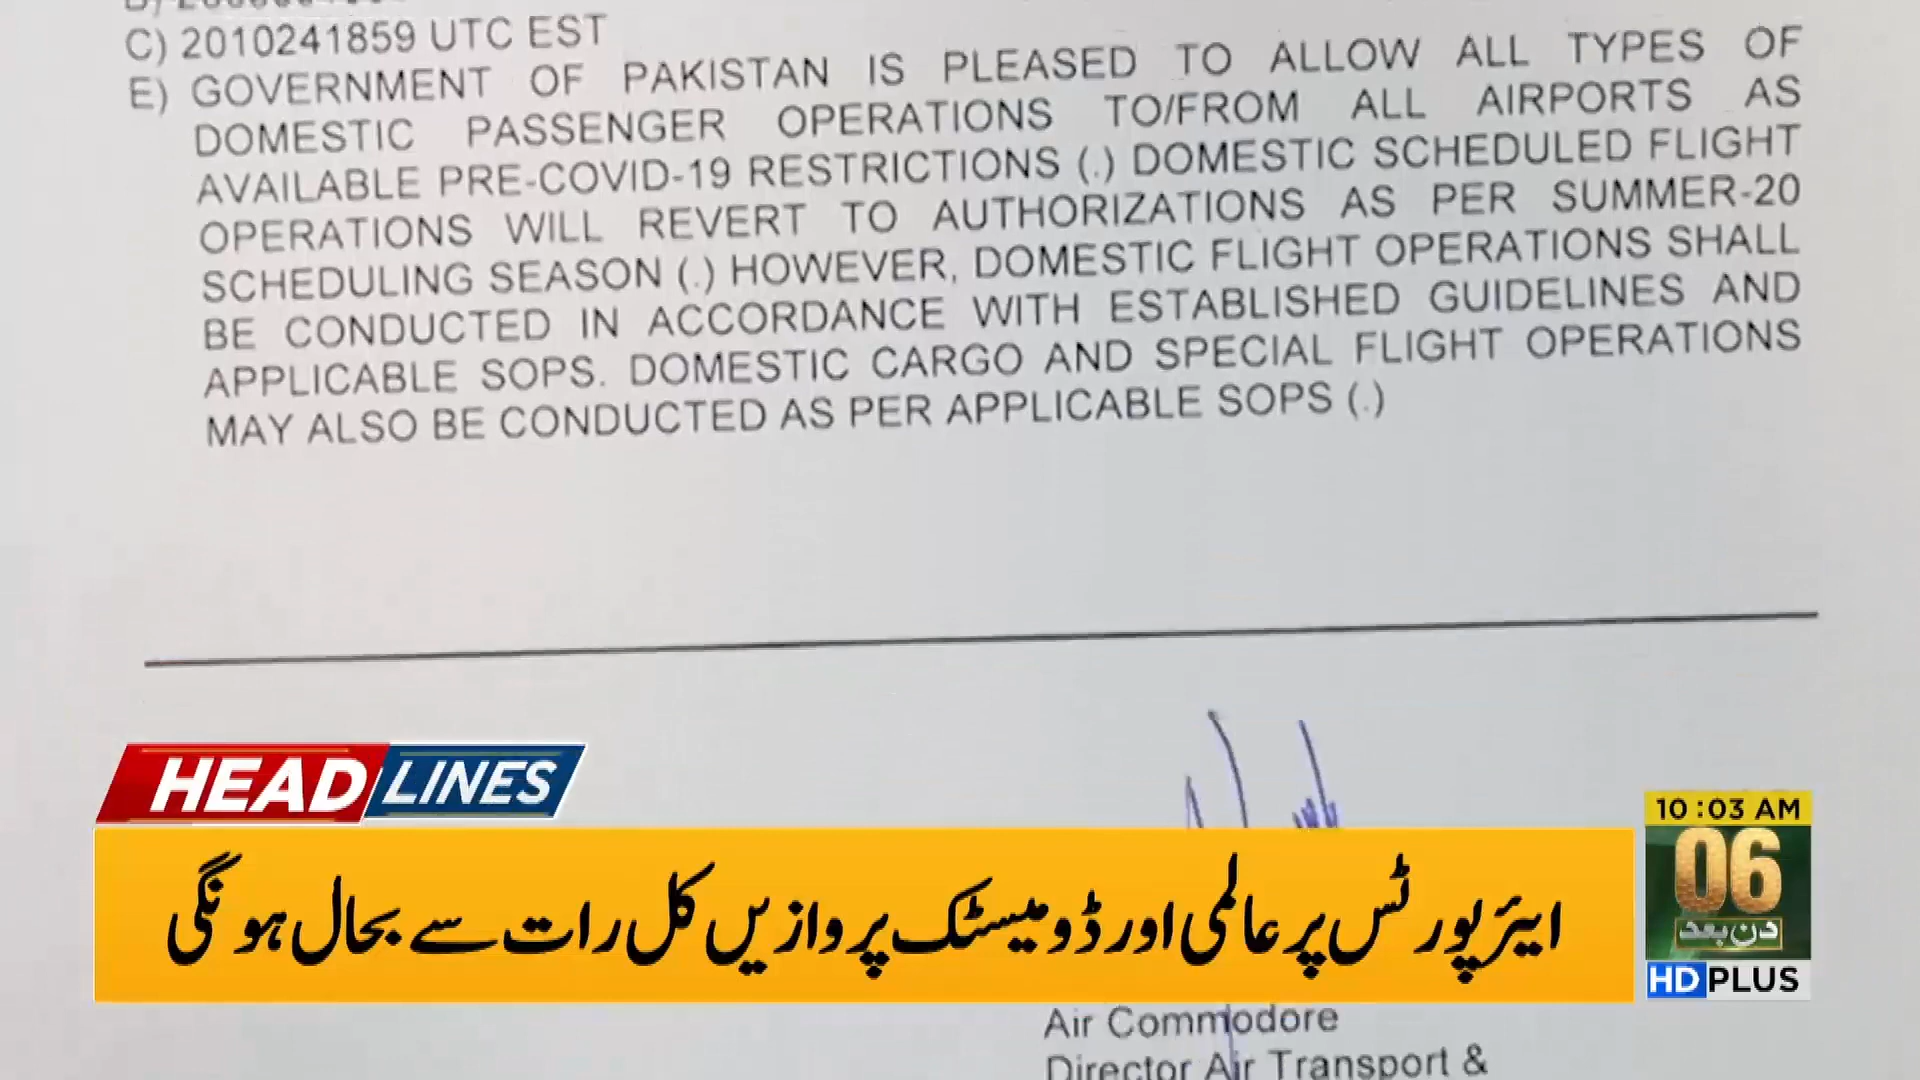 C) 2010241859 UTC EST
E) GOVERNMENT OF PAKISTAN IS PLEASED TO ALLOW ALL TYPES OF
DOMESTIC PASSENGER OPERATIONS TO/FROM ALL AIRPORTS AS
AVAILABLE PRE-COVID-19 RESTRICTIONS (.) DOMESTIC SCHEDULED FLIGHT
OPERATIONS WILL REVERT TO AUTHORIZATIONS AS PER SUMMER-20
SCHEDULING SEASON (.) HOWEVER, DOMESTIC FLIGHT OPERATIONS SHALL
BE CONDUCTED IN ACCORDANCE WITH ESTABLISHED GUIDELINES AND
APPLICABLE SOPS. DOMESTIC CARGO AND SPECIAL FLIGHT OPERATIONS
MAY ALSO BE CONDUCTED AS PER APPLICABLE SOPS (.)
HEADLINES
10:03 AM
06
دن بعد
HD PLUS
ایئرپورٹس پر عالمی اور ڈومیسٹک پروازیں کل رات سے بحال ہونگی
Air Commodore
Director Air Transport &